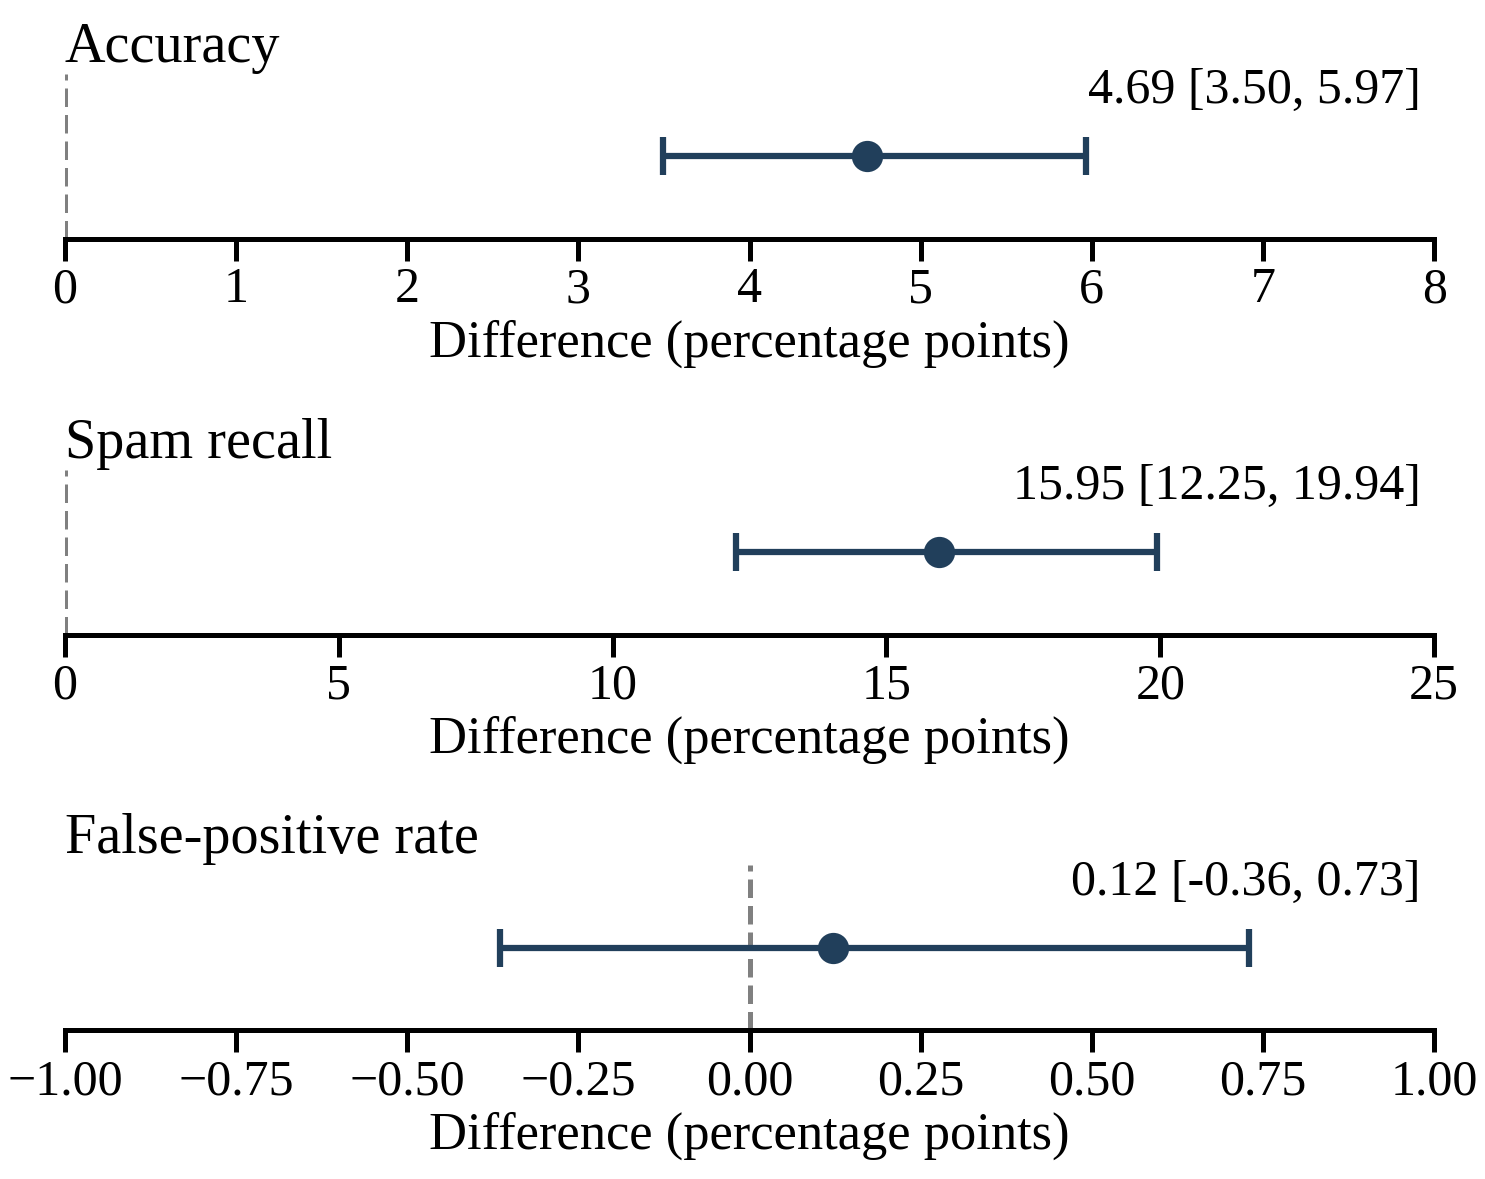 Accuracy
4.69 [3.50, 5.97]
0 1 2 3 4 5 6 7 8
Difference (percentage points)
Spam recall
15.95 [12.25, 19.94]
0 5 10 15 20 25
Difference (percentage points)
False-positive rate
0.12 [-0.36, 0.73]
−1.00 −0.75 −0.50 −0.25 0.00 0.25 0.50 0.75 1.00
Difference (percentage points)